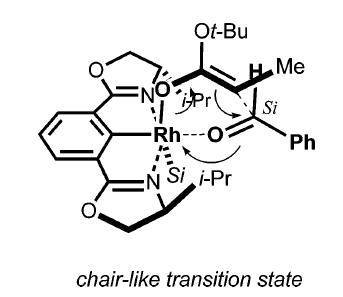 Ot-Bu
O
O
H
Me
N
i-Pr
Si
Rh
O
Ph
Si
i-Pr
N
O
chair-like transition state